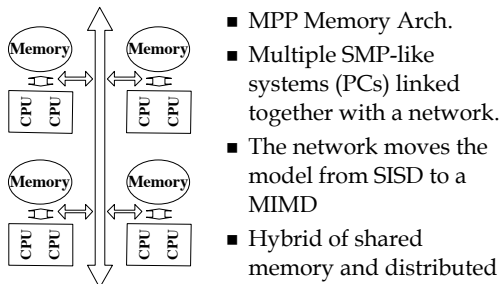 Memory
Memory
CPU CPU
CPU CPU
Memory
Memory
CPU CPU
CPU CPU
■ MPP Memory Arch.
■ Multiple SMP-like
systems (PCs) linked
together with a network.
■ The network moves the
model from SISD to a
MIMD
■ Hybrid of shared
memory and distributed